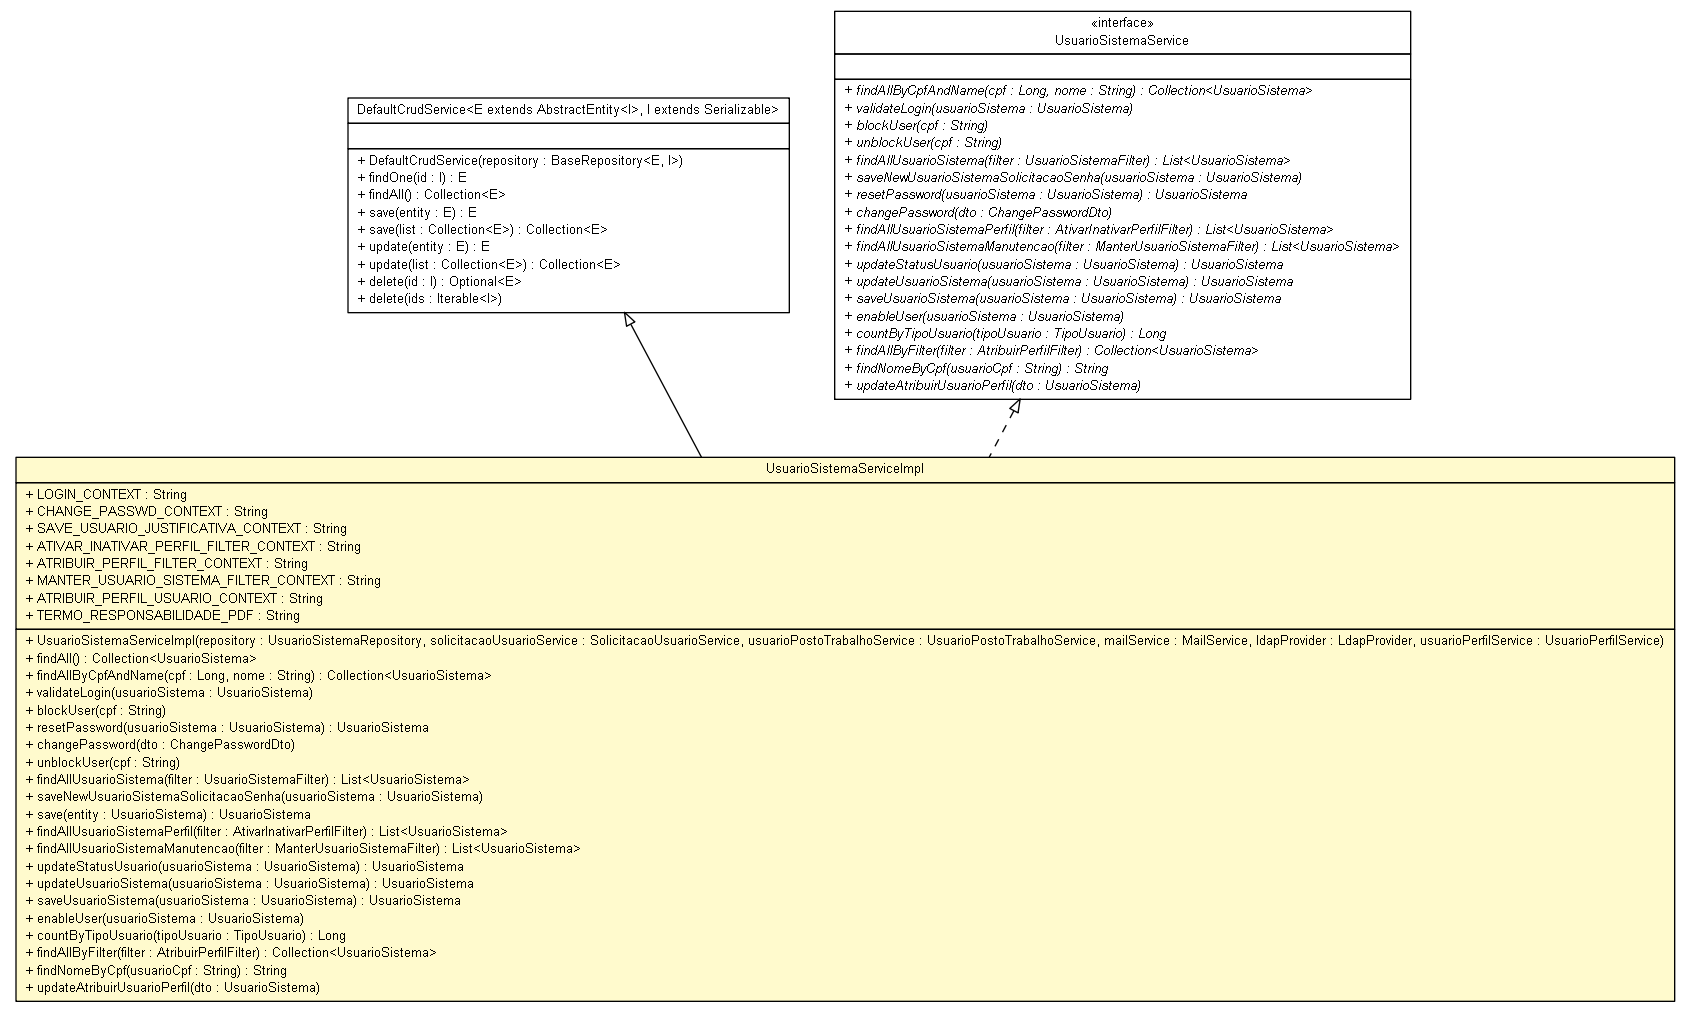 «interface»
UsuarioSistemaService
+ findAllByCpfAndName(cpf : Long, nome : String) : Collection<UsuarioSistema>
+ validateLogin(usuarioSistema : UsuarioSistema)
+ blockUser(cpf : String)
+ unblockUser(cpf : String)
+ findAllUsuarioSistema(filter : UsuarioSistemaFilter) : List<UsuarioSistema>
+ saveNewUsuarioSistemaSolicitacaoSenha(usuarioSistema : UsuarioSistema)
+ resetPassword(usuarioSistema : UsuarioSistema) : UsuarioSistema
+ changePassword(dto : ChangePasswordDto)
+ findAllUsuarioSistemaPerfil(filter : AtivarInativarPerfilFilter) : List<UsuarioSistema>
+ findAllUsuarioSistemaManutencao(filter : ManterUsuarioSistemaFilter) : List<UsuarioSistema>
+ updateStatusUsuario(usuarioSistema : UsuarioSistema) : UsuarioSistema
+ updateUsuarioSistema(usuarioSistema : UsuarioSistema) : UsuarioSistema
+ saveUsuarioSistema(usuarioSistema : UsuarioSistema) : UsuarioSistema
+ enableUser(usuarioSistema : UsuarioSistema)
+ countByTipoUsuario(tipoUsuario : TipoUsuario) : Long
+ findAllByFilter(filter : AtribuirPerfilFilter) : Collection<UsuarioSistema>
+ findNomeByCpf(usuarioCpf : String) : String
+ updateAtribuirUsuarioPerfil(dto : UsuarioSistema)
DefaultCrudService<E extends AbstractEntity<I>, I extends Serializable>
+ DefaultCrudService(repository : BaseRepository<E, I>)
+ findOne(id : I) : E
+ findAll() : Collection<E>
+ save(entity : E) : E
+ save(list : Collection<E>) : Collection<E>
+ update(entity : E) : E
+ update(list : Collection<E>) : Collection<E>
+ delete(id : I) : Optional<E>
+ delete(ids : Iterable<I>)
UsuarioSistemaServiceImpl
+ LOGIN_CONTEXT : String
+ CHANGE_PASSWD_CONTEXT : String
+ SAVE_USUARIO_JUSTIFICATIVA_CONTEXT : String
+ ATIVAR_INATIVAR_PERFIL_FILTER_CONTEXT : String
+ ATRIBUIR_PERFIL_FILTER_CONTEXT : String
+ MANTER_USUARIO_SISTEMA_FILTER_CONTEXT : String
+ ATRIBUIR_PERFIL_USUARIO_CONTEXT : String
+ TERMO_RESPONSABILIDADE_PDF : String
+ UsuarioSistemaServiceImpl(repository : UsuarioSistemaRepository, solicitacaoUsuarioService : SolicitacaoUsuarioService, usuarioPostoTrabalhoService : UsuarioPostoTrabalhoService, mailService : MailService, ldapProvider : LdapProvider, usuarioPerfilService : UsuarioPerfilService)
+ findAll() : Collection<UsuarioSistema>
+ findAllByCpfAndName(cpf : Long, nome : String) : Collection<UsuarioSistema>
+ validateLogin(usuarioSistema : UsuarioSistema)
+ blockUser(cpf : String)
+ resetPassword(usuarioSistema : UsuarioSistema) : UsuarioSistema
+ changePassword(dto : ChangePasswordDto)
+ unblockUser(cpf : String)
+ findAllUsuarioSistema(filter : UsuarioSistemaFilter) : List<UsuarioSistema>
+ saveNewUsuarioSistemaSolicitacaoSenha(usuarioSistema : UsuarioSistema)
+ save(entity : UsuarioSistema) : UsuarioSistema
+ findAllUsuarioSistemaPerfil(filter : AtivarInativarPerfilFilter) : List<UsuarioSistema>
+ findAllUsuarioSistemaManutencao(filter : ManterUsuarioSistemaFilter) : List<UsuarioSistema>
+ updateStatusUsuario(usuarioSistema : UsuarioSistema) : UsuarioSistema
+ updateUsuarioSistema(usuarioSistema : UsuarioSistema) : UsuarioSistema
+ saveUsuarioSistema(usuarioSistema : UsuarioSistema) : UsuarioSistema
+ enableUser(usuarioSistema : UsuarioSistema)
+ countByTipoUsuario(tipoUsuario : TipoUsuario) : Long
+ findAllByFilter(filter : AtribuirPerfilFilter) : Collection<UsuarioSistema>
+ findNomeByCpf(usuarioCpf : String) : String
+ updateAtribuirUsuarioPerfil(dto : UsuarioSistema)